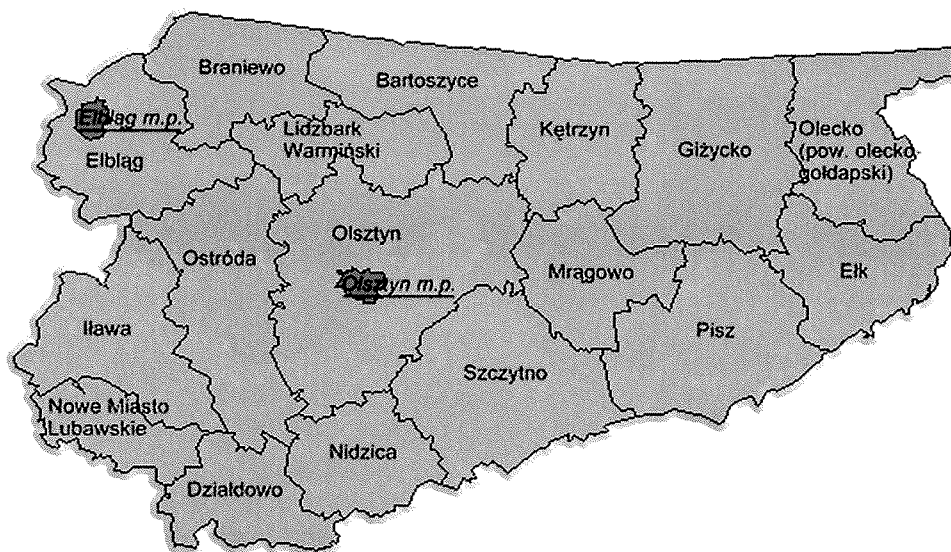 Braniewo
Bartoszyce
Elbląg m.p.
Lidzbark
Warmiński
Kętrzyn
Giżycko
Olecko
(pow. olecko-
gołdapski)
Elbląg
Ostróda
Olsztyn
Olsztyn m.p.
Mrągowo
Ełk
Iława
Pisz
Szczytno
Nowe Miasto
Lubawskie
Nidzica
Działdowo